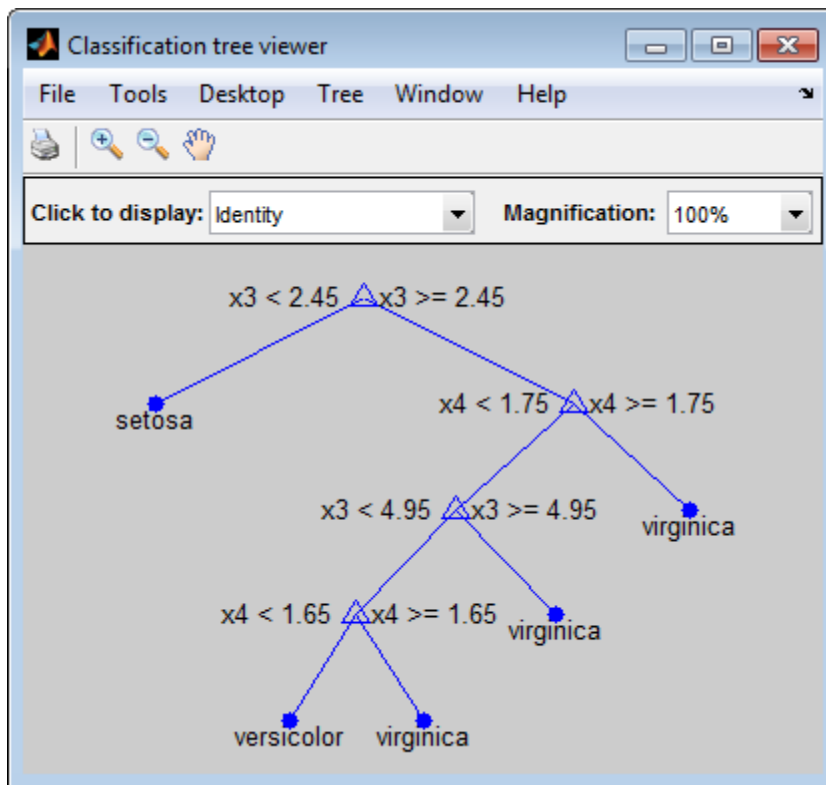 Classification tree viewer
File Tools Desktop Tree Window Help
Click to display: Identity Magnification: 100%
x3 < 2.45 x3 >= 2.45
setosa
x4 < 1.75 x4 >= 1.75
x3 < 4.95 x3 >= 4.95
virginica
x4 < 1.65 x4 >= 1.65
virginica
versicolor virginica